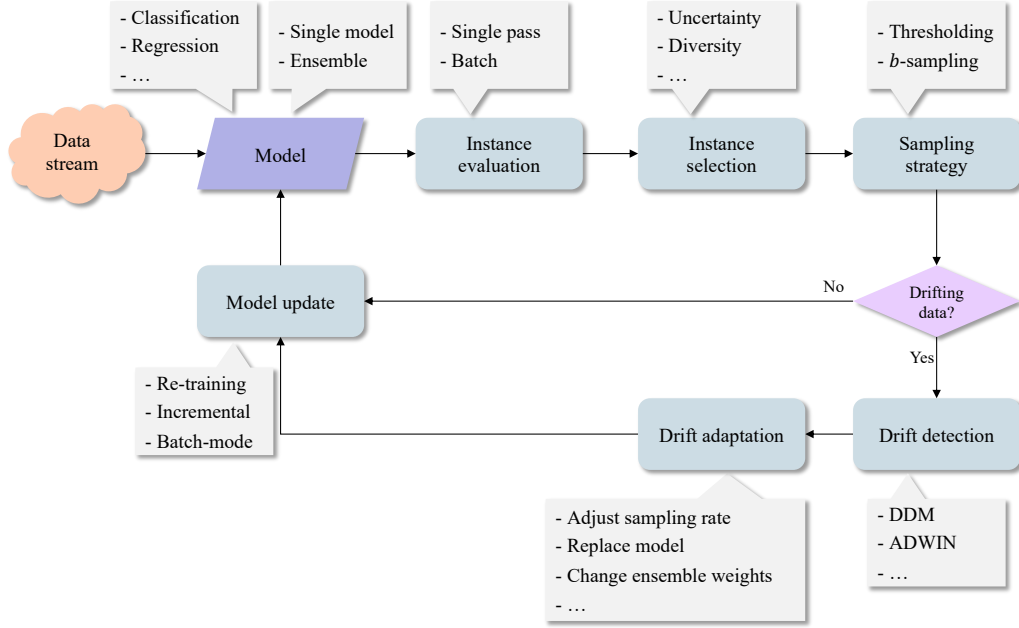 - Classification
- Regression
- …
- Single model
- Ensemble
- Single pass
- Batch
- Uncertainty
- Diversity
- …
- Thresholding
- b-sampling
Data
stream
Model
Instance
evaluation
Instance
selection
Sampling
strategy
Model update
No
Drifting
data?
Yes
- Re-training
- Incremental
- Batch-mode
Drift adaptation
Drift detection
- Adjust sampling rate
- Replace model
- Change ensemble weights
- …
- DDM
- ADWIN
- …